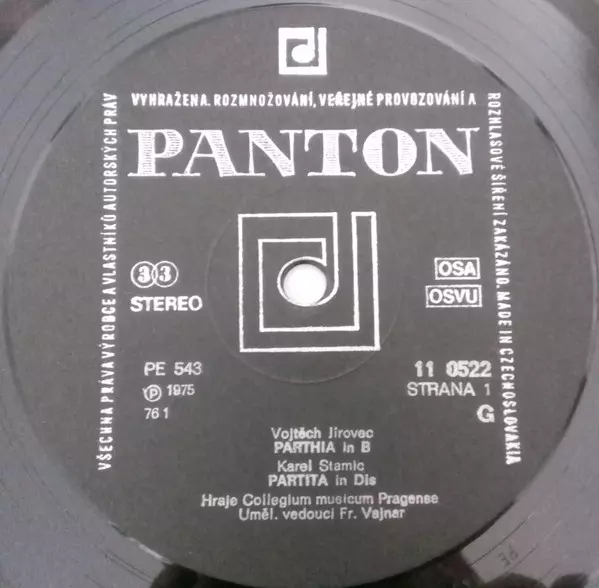 VŠECHNA PRÁVA VÝROBCE A VLASTNÍKŮ AUTORSKÝCH PRÁV
VYHRAŽENA. ROZMNOŽOVÁNÍ, VEŘEJNÉ PROVOZOVÁNÍ A
ROZHLASOVÉ ŠÍŘENÍ ZAKÁZÁNO. MADE IN CZECHOSLOVAKIA
PANTON
33
STEREO
OSA
OSVU
PE 543
℗ 1975
76 1
11 0522
STRANA 1
G
Vojtěch Jírovec
PARTHIA in B
Karel Stamic
PARTITA in Dis
Hraje Collegium musicum Pragense
Uměl. vedoucí Fr. Vajnar